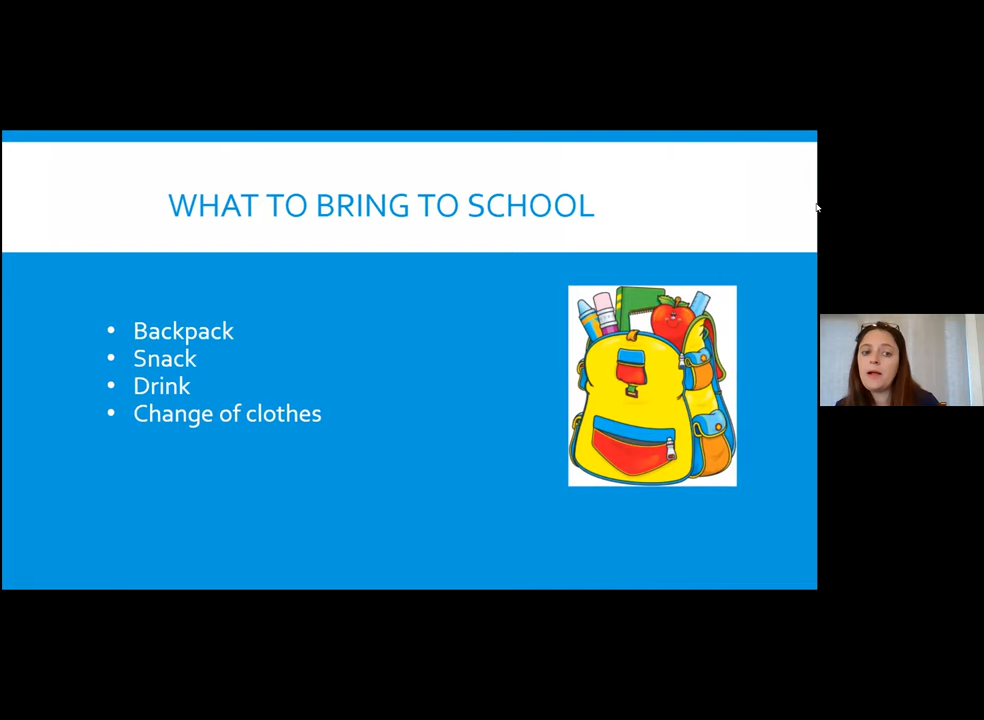 WHAT TO BRING TO SCHOOL
• Backpack
• Snack
• Drink
• Change of clothes